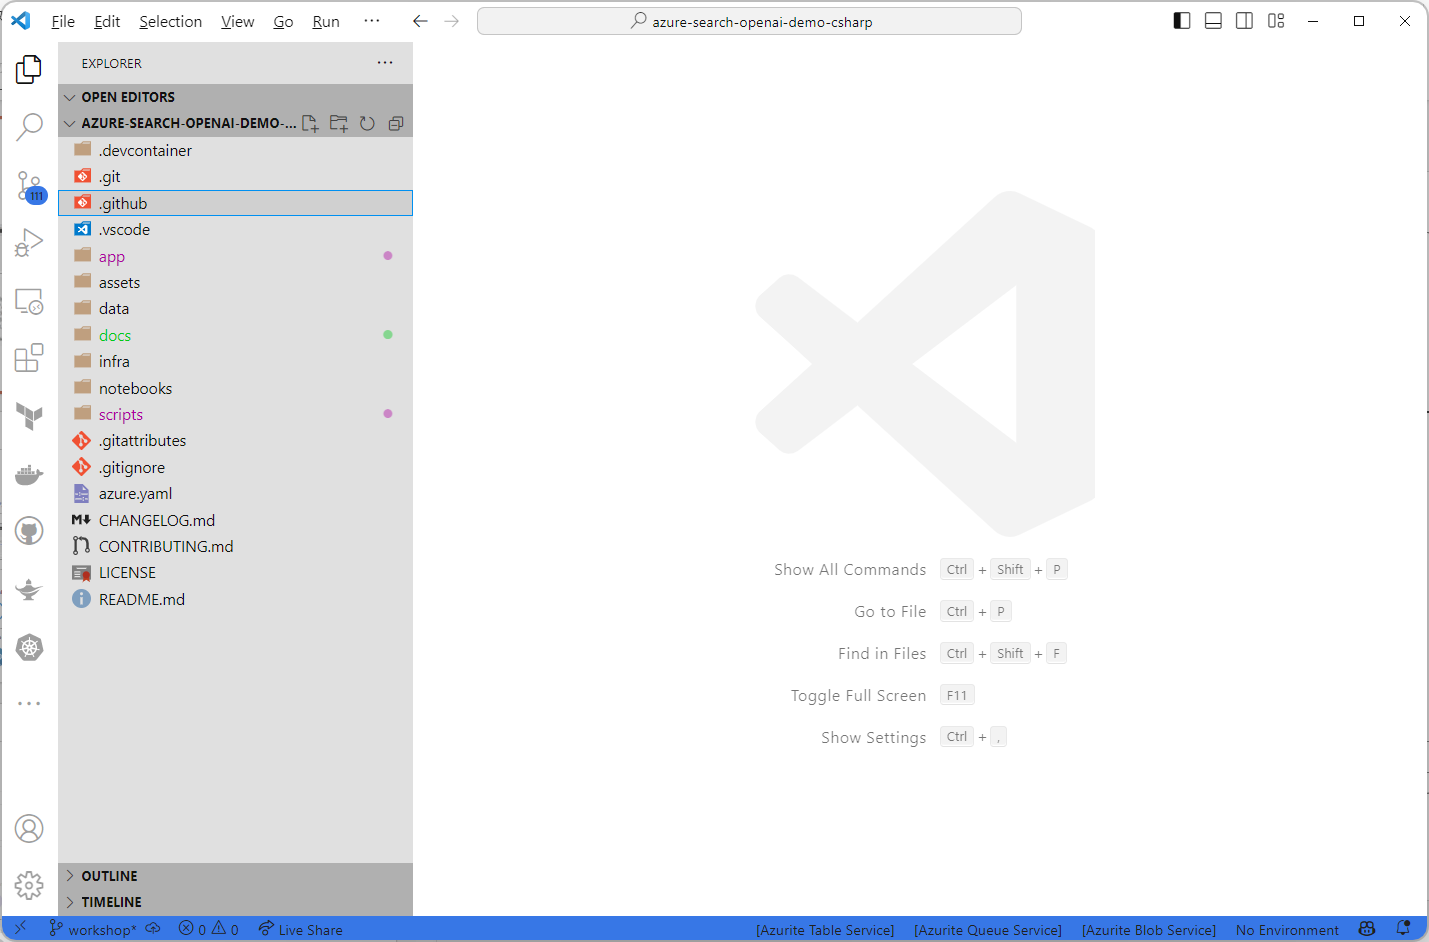 File Edit Selection View Go Run ··· azure-search-openai-demo-csharp
EXPLORER ···
OPEN EDITORS
AZURE-SEARCH-OPENAI-DEMO-...
.devcontainer
.git
.github
.vscode
app
assets
data
docs
infra
notebooks
scripts
.gitattributes
.gitignore
azure.yaml
CHANGELOG.md
CONTRIBUTING.md
LICENSE
README.md
111
Show All Commands Ctrl + Shift + P
Go to File Ctrl + P
Find in Files Ctrl + Shift + F
Toggle Full Screen F11
Show Settings Ctrl + ,
OUTLINE
TIMELINE
workshop* 0 0 Live Share [Azurite Table Service] [Azurite Queue Service] [Azurite Blob Service] No Environment